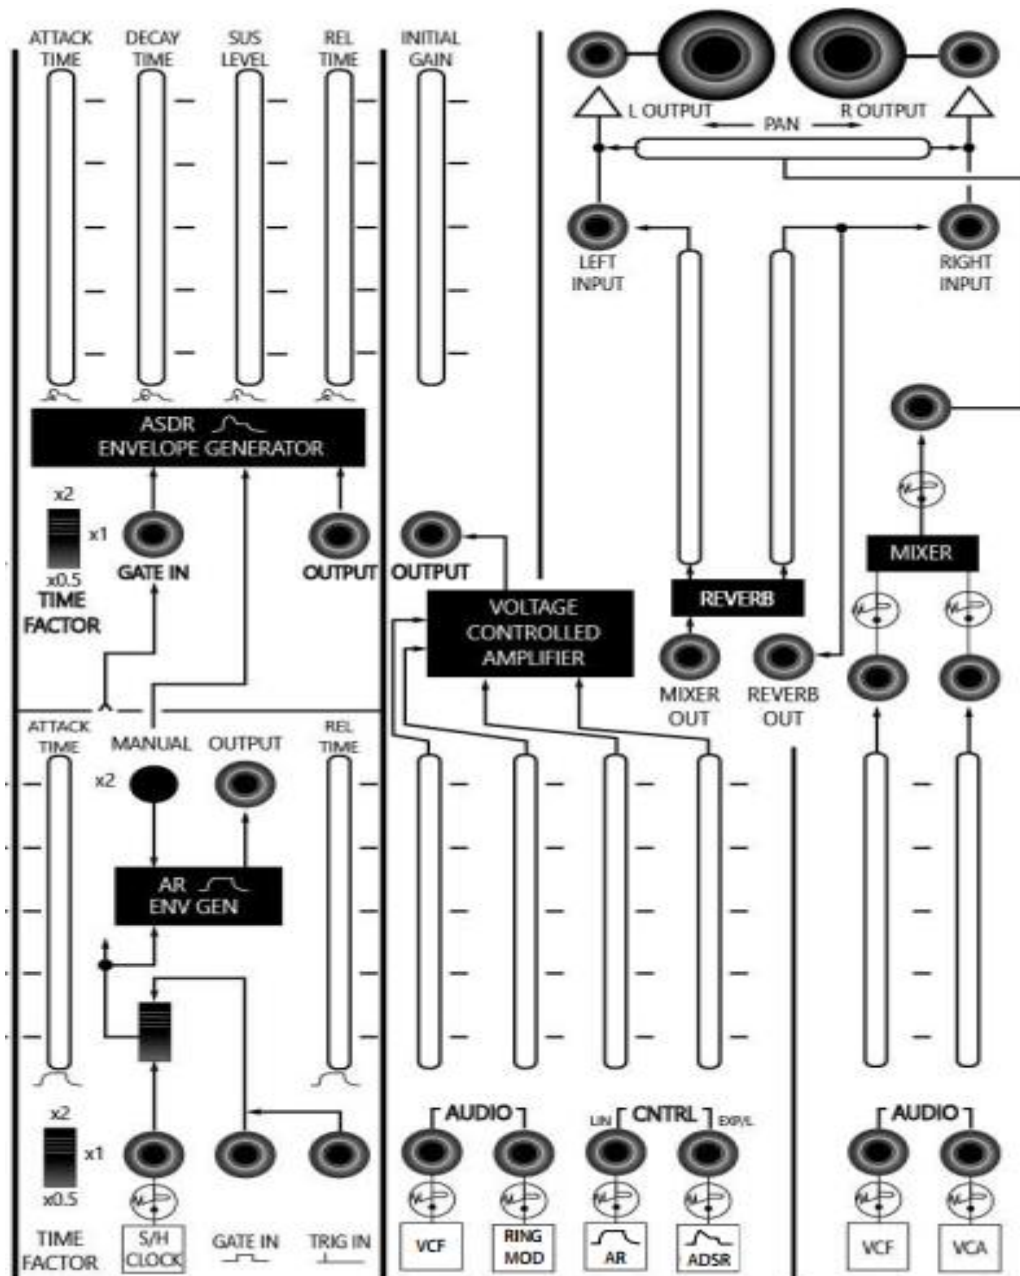 ATTACK
TIME
DECAY
TIME
SUS
LEVEL
REL
TIME
INITIAL
GAIN
L OUTPUT
PAN
R OUTPUT
LEFT
INPUT
RIGHT
INPUT
ASDR
ENVELOPE GENERATOR
x2
x1
x0.5
TIME
FACTOR
GATE IN
OUTPUT
OUTPUT
VOLTAGE
CONTROLLED
AMPLIFIER
REVERB
MIXER
OUT
REVERB
OUT
MIXER
ATTACK
TIME
MANUAL
OUTPUT
REL
TIME
x2
AR
ENV GEN
x2
x1
x0.5
TIME
FACTOR
S/H
CLOCK
GATE IN
TRIG IN
AUDIO
LIN
CNTRL
EXP/L
VCF
RING
MOD
AR
ADSR
AUDIO
VCF
VCA